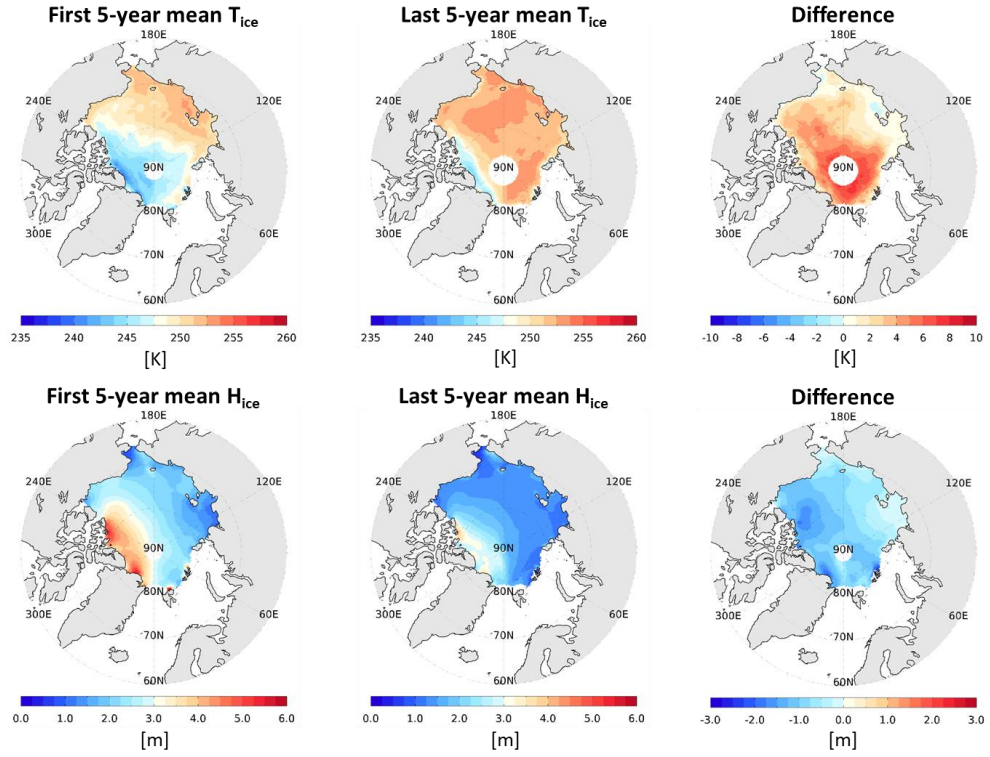 First 5-year mean Tice
180E
240E
120E
90N
80N
300E
70N
60E
60N
235 240 245 250 255 260
[K]
Last 5-year mean Tice
180E
240E
120E
90N
80N
300E
70N
60E
60N
235 240 245 250 255 260
[K]
Difference
180E
240E
120E
90N
80N
300E
70N
60E
60N
-10 -8 -6 -4 -2 0 2 4 6 8 10
[K]
First 5-year mean Hice
180E
240E
120E
90N
80N
300E
60E
70N
60N
0.0 1.0 2.0 3.0 4.0 5.0 6.0
[m]
Last 5-year mean Hice
180E
240E
120E
90N
80N
300E
60E
70N
60N
0.0 1.0 2.0 3.0 4.0 5.0 6.0
[m]
Difference
180E
240E
120E
90N
80N
300E
60E
70N
60N
-3.0 -2.0 -1.0 0.0 1.0 2.0 3.0
[m]